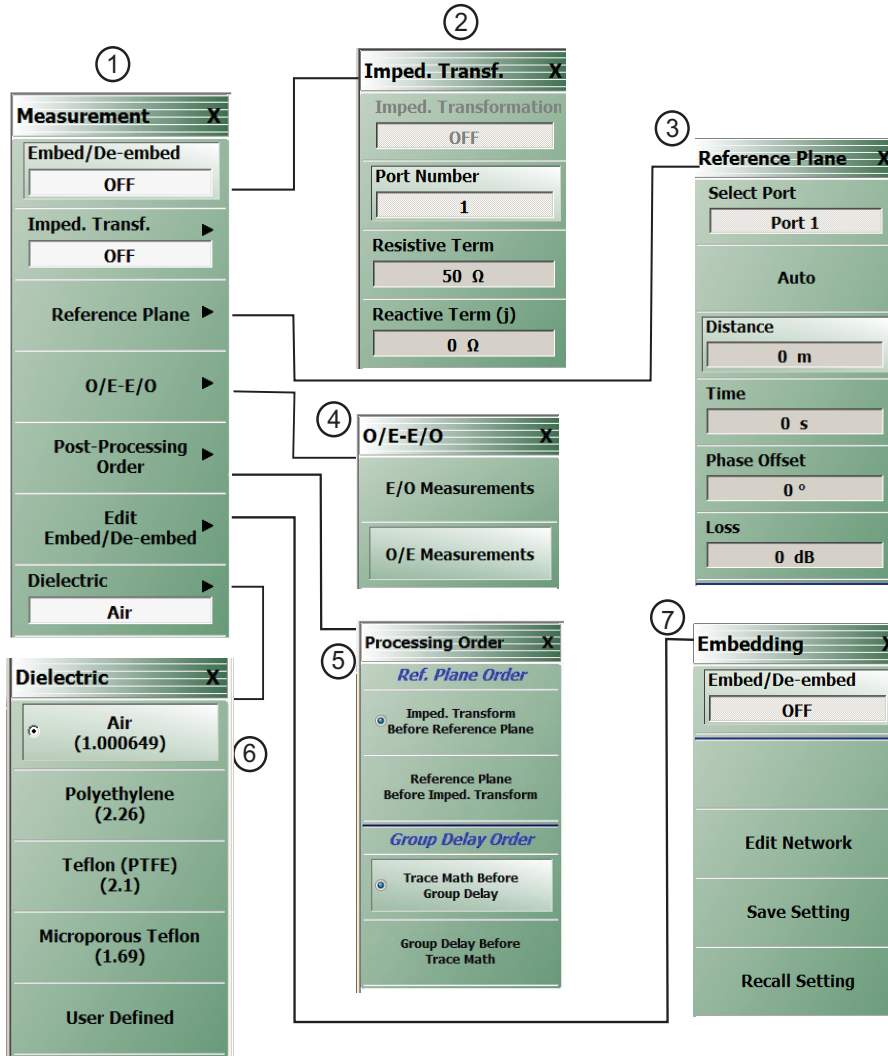 1
Measurement X
Embed/De-embed
OFF
Imped. Transf.
OFF
Reference Plane
O/E-E/O
Post-Processing
Order
Edit
Embed/De-embed
Dielectric
Air
2
Imped. Transf. X
Imped. Transformation
OFF
Port Number
1
Resistive Term
50 Ω
Reactive Term (j)
0 Ω
3
Reference Plane X
Select Port
Port 1
Auto
Distance
0 m
Time
0 s
Phase Offset
0 °
Loss
0 dB
4
O/E-E/O X
E/O Measurements
O/E Measurements
5
Processing Order X
Ref. Plane Order
Imped. Transform
Before Reference Plane
Reference Plane
Before Imped. Transform
Group Delay Order
Trace Math Before
Group Delay
Group Delay Before
Trace Math
6
Dielectric X
Air
(1.000649)
Polyethylene
(2.26)
Teflon (PTFE)
(2.1)
Microporous Teflon
(1.69)
User Defined
7
Embedding X
Embed/De-embed
OFF
Edit Network
Save Setting
Recall Setting